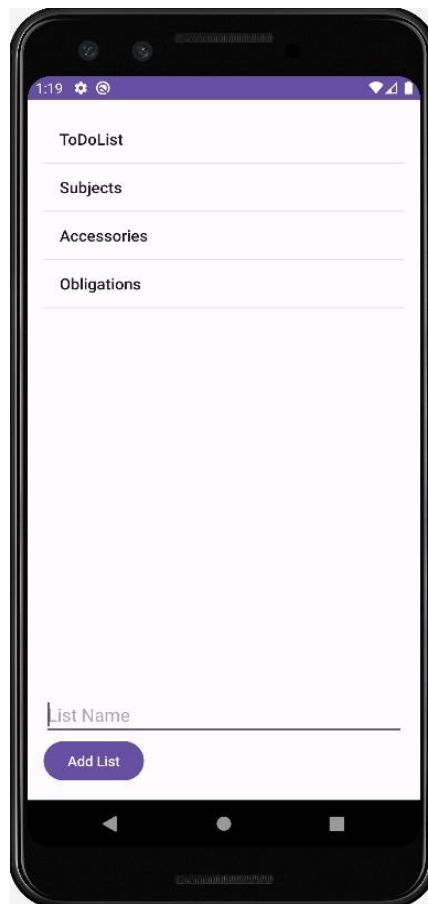 1:19
ToDoList
Subjects
Accessories
Obligations
List Name
Add List